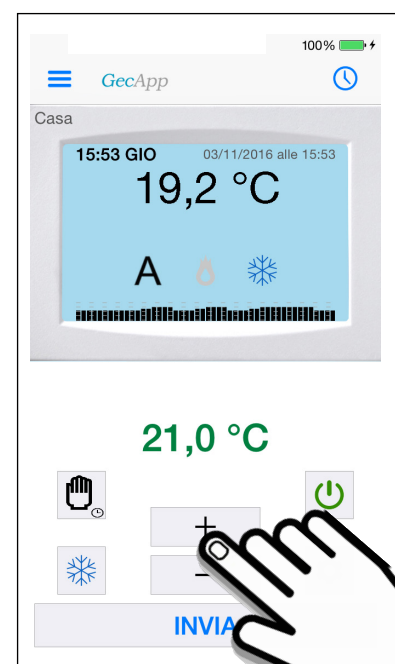 100%
GecApp
Casa
15:53 GIO 03/11/2016 alle 15:53
19,2 °C
A
21,0 °C
+
−
INVIA